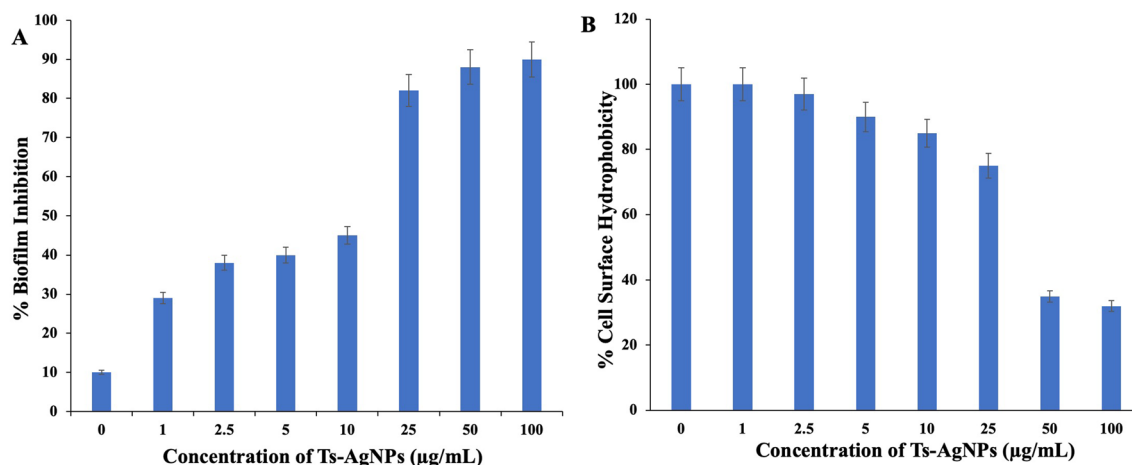 A
% Biofilm Inhibition
100
90
80
70
60
50
40
30
20
10
0
0 1 2.5 5 10 25 50 100
Concentration of Ts-AgNPs (µg/mL)
B
% Cell Surface Hydrophobicity
120
100
80
60
40
20
0
0 1 2.5 5 10 25 50 100
Concentration of Ts-AgNPs (µg/mL)